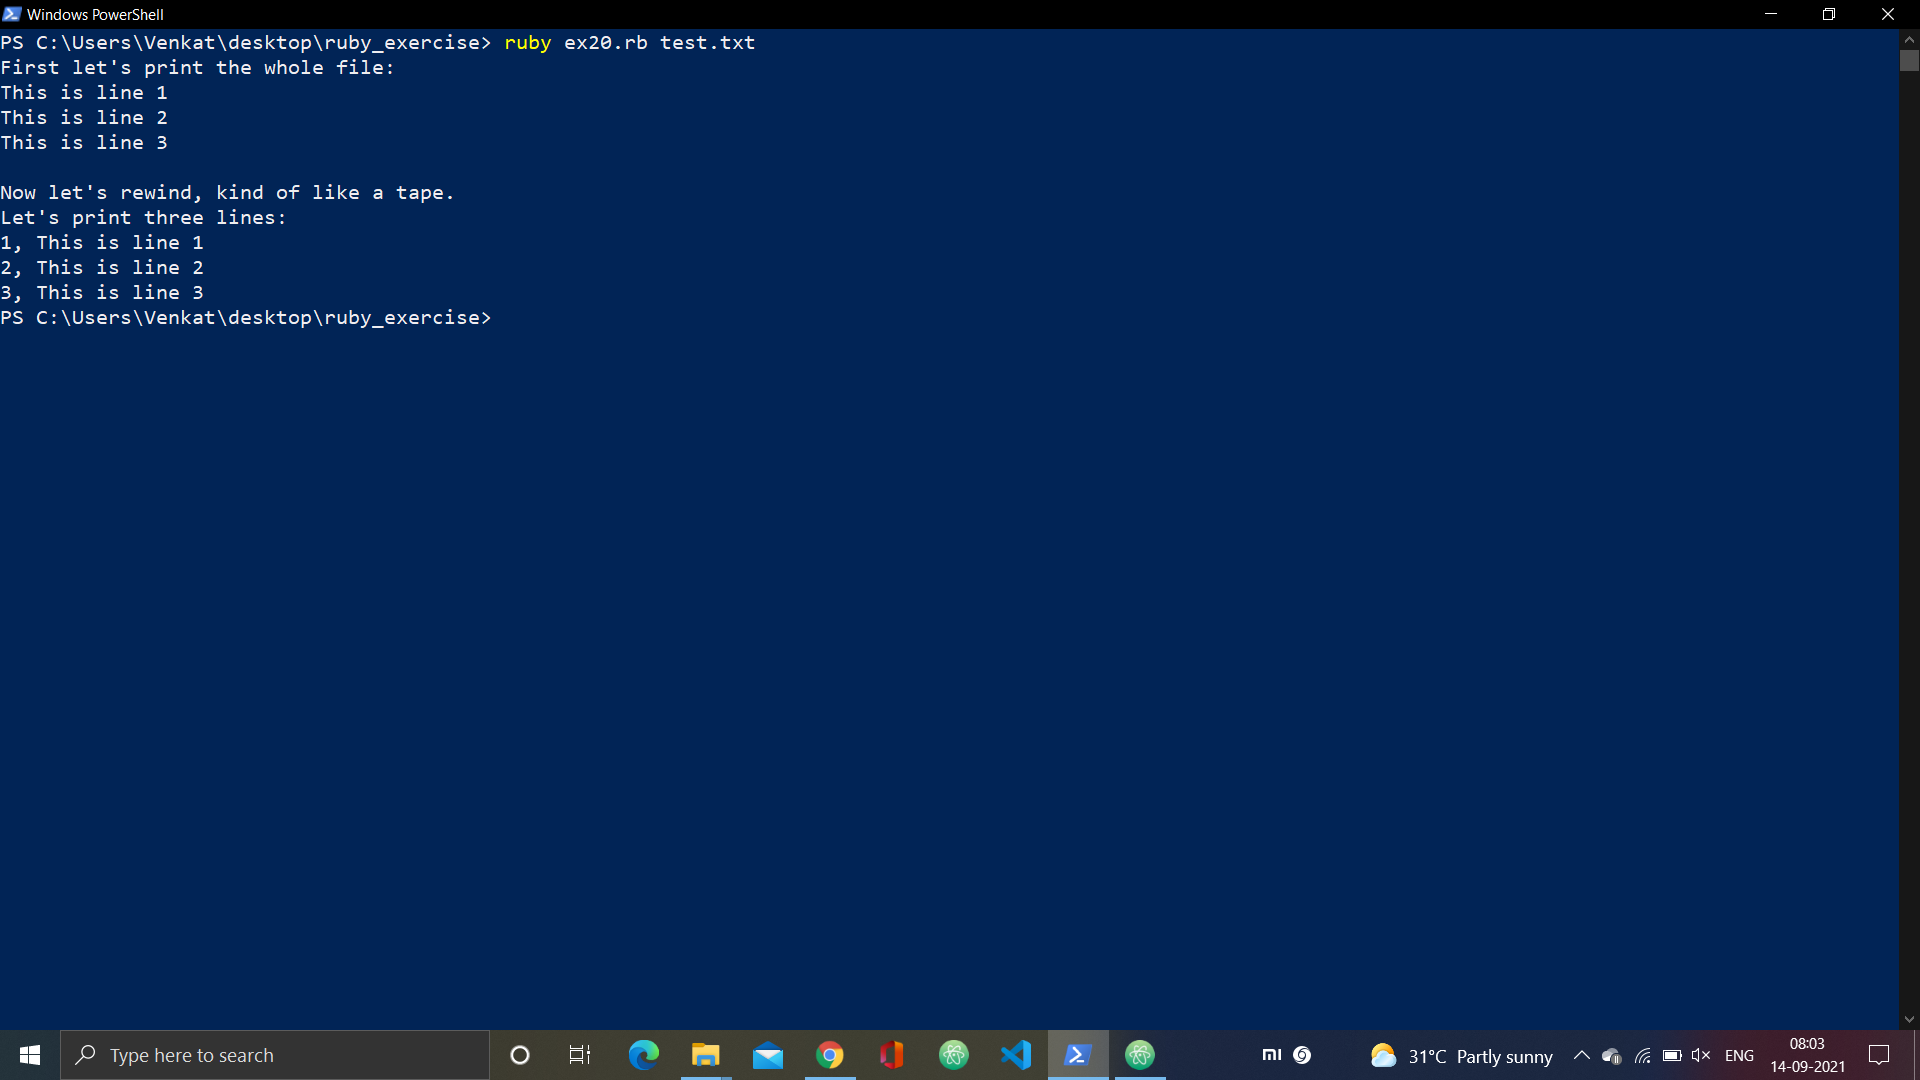 Windows PowerShell
PS C:\Users\Venkat\desktop\ruby_exercise> ruby ex20.rb test.txt
First let's print the whole file:
This is line 1
This is line 2
This is line 3
Now let's rewind, kind of like a tape.
Let's print three lines:
1, This is line 1
2, This is line 2
3, This is line 3
PS C:\Users\Venkat\desktop\ruby_exercise>
Type here to search
mi
31°C Partly sunny
ENG
08:03
14-09-2021